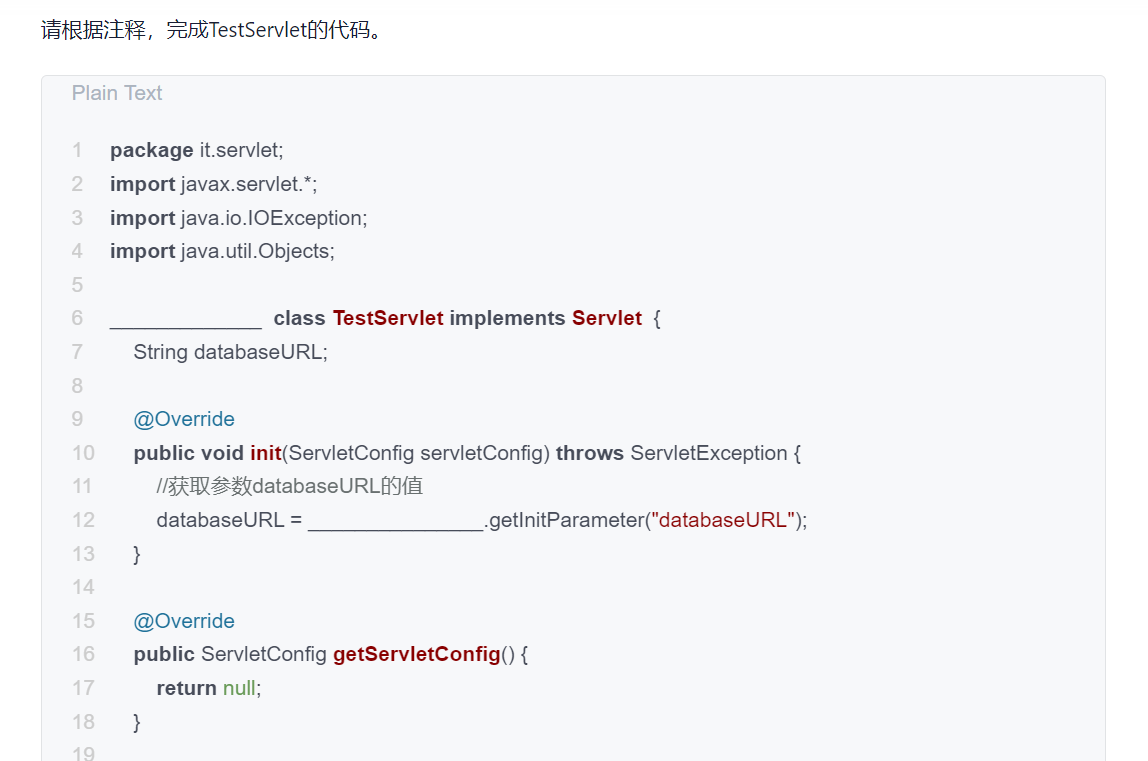 请根据注释，完成TestServlet的代码。
Plain Text
1 package it.servlet;
2 import javax.servlet.*;
3 import java.io.IOException;
4 import java.util.Objects;
5
6 _____________ class TestServlet implements Servlet {
7 String databaseURL;
8
9 @Override
10 public void init(ServletConfig servletConfig) throws ServletException {
11 //获取参数databaseURL的值
12 databaseURL = _______________.getInitParameter("databaseURL");
13 }
14
15 @Override
16 public ServletConfig getServletConfig() {
17 return null;
18 }
19